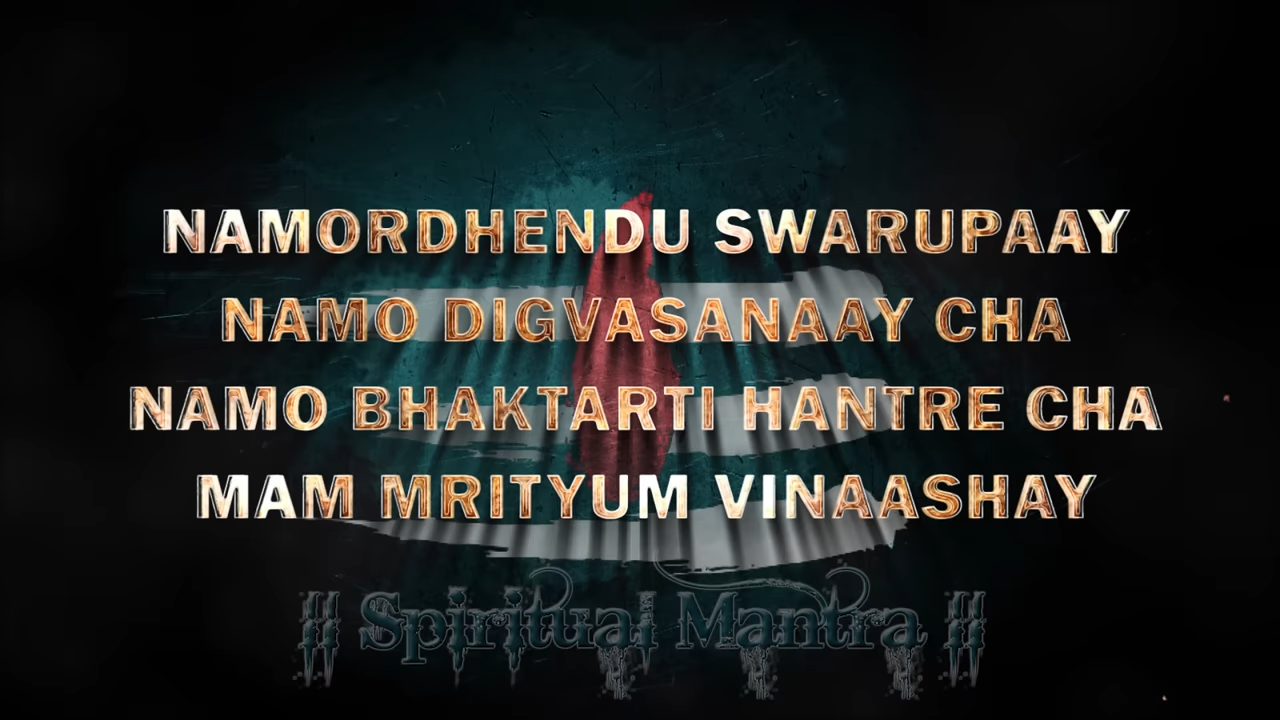 NAMORDHENDU SWARUPAAY
NAMO DIGVASANAAY CHA
NAMO BHAKTARTI HANTRE CHA
MAM MRITYUM VINAASHAY
|| Spiritual Mantra ||